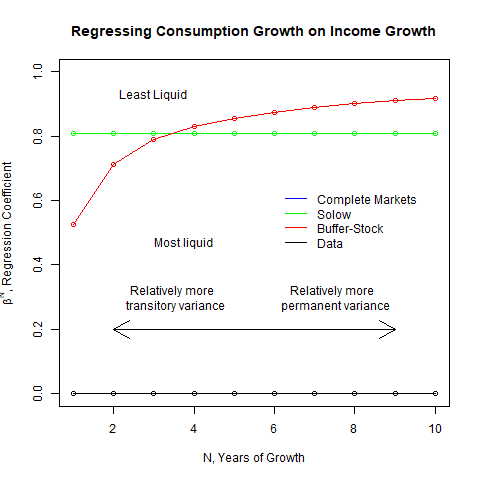 Regressing Consumption Growth on Income Growth
βᴺ, Regression Coefficient
1.0
0.8
0.6
0.4
0.2
0.0
Least Liquid
Complete Markets
Solow
Buffer-Stock
Data
Most liquid
Relatively more
transitory variance
Relatively more
permanent variance
2
4
6
8
10
N, Years of Growth